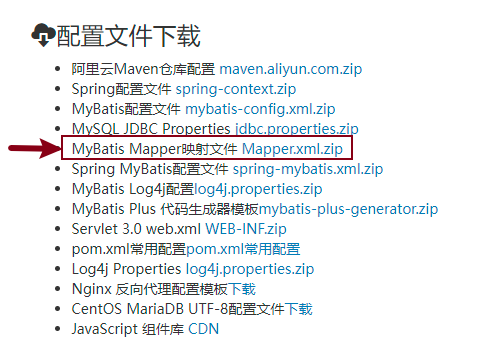 配置文件下载
阿里云Maven仓库配置 maven.aliyun.com.zip
Spring配置文件 spring-context.zip
MyBatis配置文件 mybatis-config.xml.zip
MySQL JDBC Properties jdbc.properties.zip
MyBatis Mapper映射文件 Mapper.xml.zip
Spring MyBatis配置文件 spring-mybatis.xml.zip
MyBatis Log4j配置log4j.properties.zip
MyBatis Plus 代码生成器模板mybatis-plus-generator.zip
Servlet 3.0 web.xml WEB-INF.zip
pom.xml常用配置pom.xml常用配置
Log4j Properties log4j.properties.zip
Nginx 反向代理配置模板下载
CentOS MariaDB UTF-8配置文件下载
JavaScript 组件库 CDN